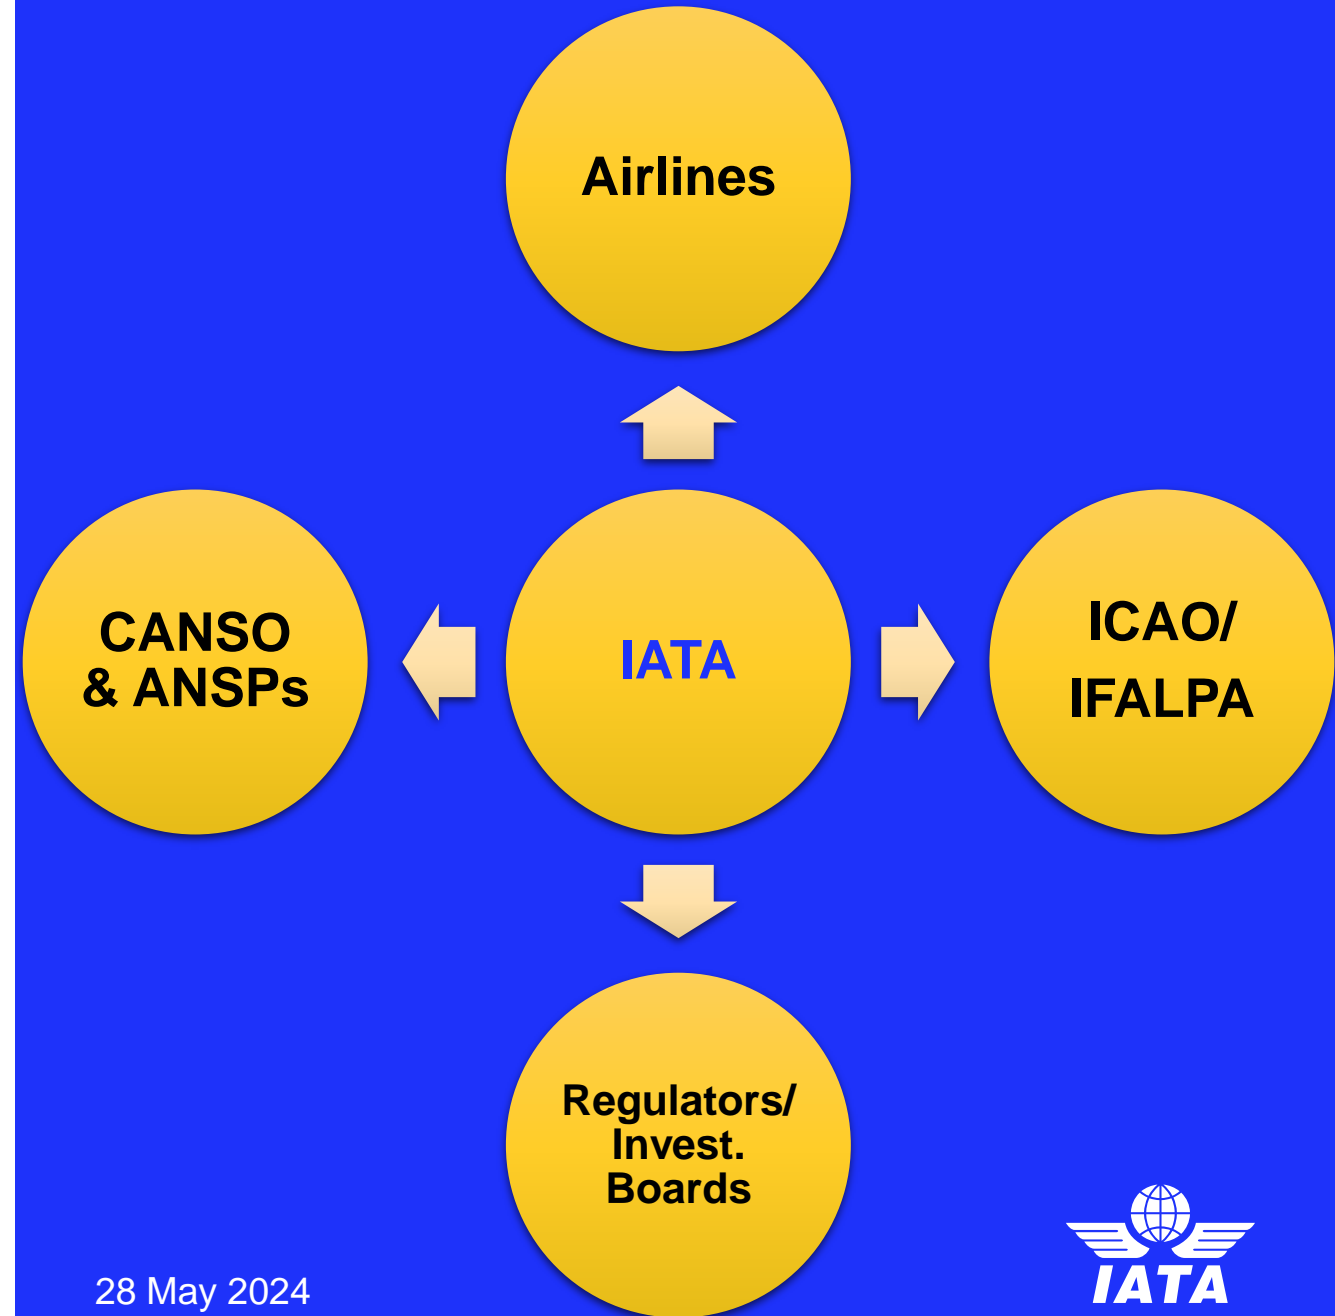 Airlines
CANSO
& ANSPs
IATA
ICAO/
IFALPA
Regulators/
Invest.
Boards
28 May 2024
IATA